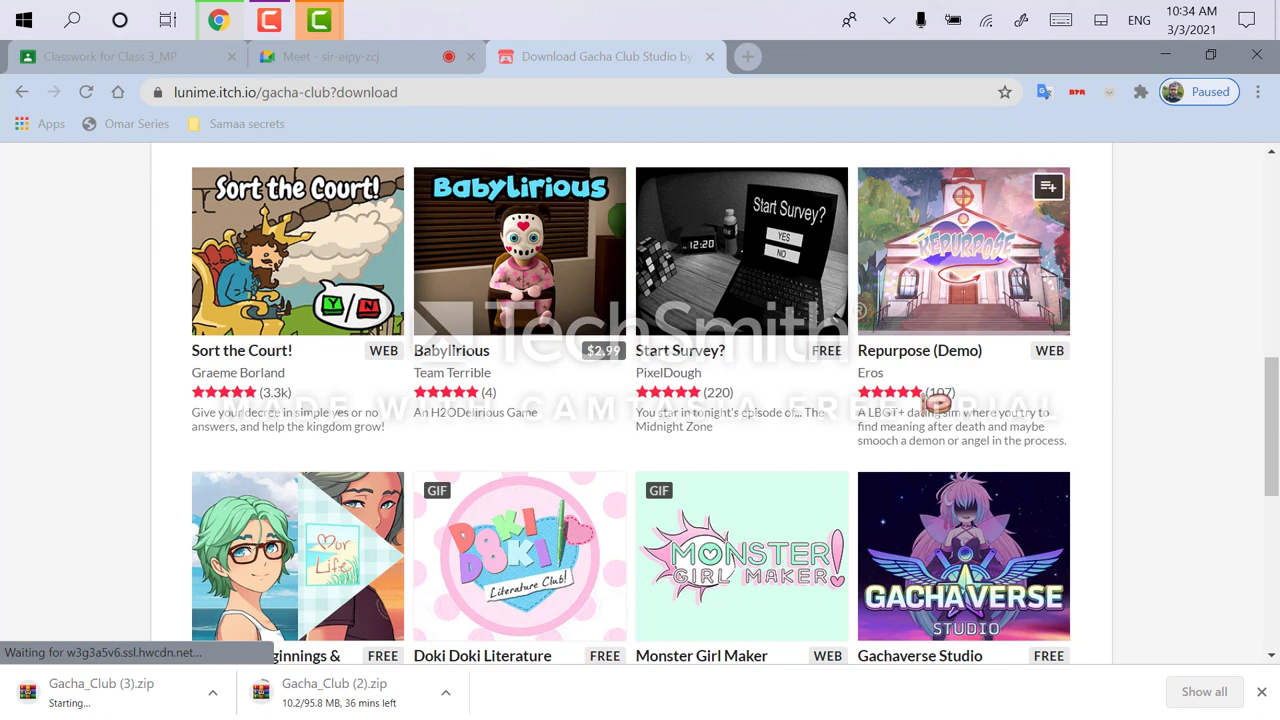 ENG
10:34 AM
3/3/2021
Classwork for Class 3_MP
Meet - sir-eipy-zcj
Download Gacha Club Studio by
lunime.itch.io/gacha-club?download
Paused
Apps
Omar Series
Samaa secrets
Sort the Court!
BABYLIRIOUS
Start Survey?
YES
NO
12:20
REPURPOSE
Y/N
TechSmith
Sort the Court!
WEB
Babylirious
$2.99
Start Survey?
FREE
Repurpose (Demo)
WEB
Graeme Borland
Team Terrible
PixelDough
Eros
(3.3k)
(4)
(220)
(107)
MADE WITH CAMTASIA FREE TRIAL
Give your decree in simple yes or no
answers, and help the kingdom grow!
An H2ODelirious Game
You star in tonight's episode of... The
Midnight Zone
A LBGT+ dating sim where you try to
find meaning after death and maybe
smooch a demon or angel in the process.
Our
Life
GIF
DOKI
DOKI
Literature Club!
GIF
MONSTER
GIRL MAKER!
GACHAVERSE
STUDIO
ginnings &
FREE
Doki Doki Literature
FREE
Monster Girl Maker
WEB
Gachaverse Studio
FREE
Waiting for w3g3a5v6.ssl.hwcdn.net...
Gacha_Club (3).zip
Starting...
Gacha_Club (2).zip
10.2/95.8 MB, 36 mins left
Show all